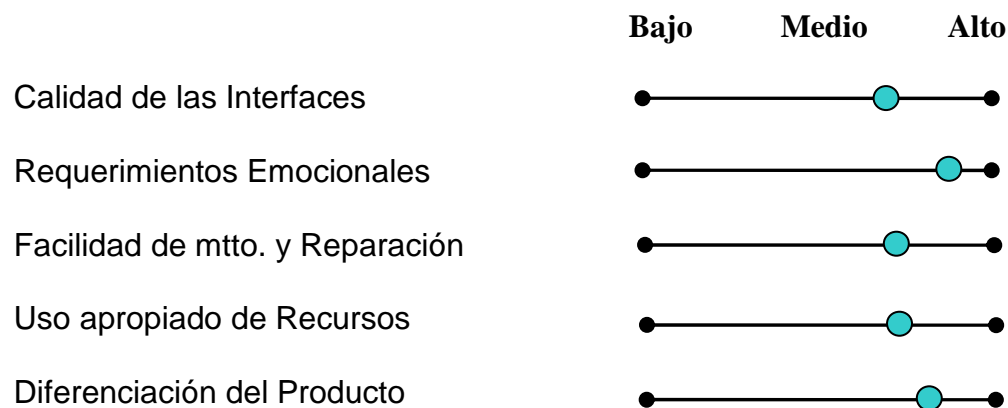 Bajo Medio Alto
Calidad de las Interfaces
Requerimientos Emocionales
Facilidad de mtto. y Reparación
Uso apropiado de Recursos
Diferenciación del Producto